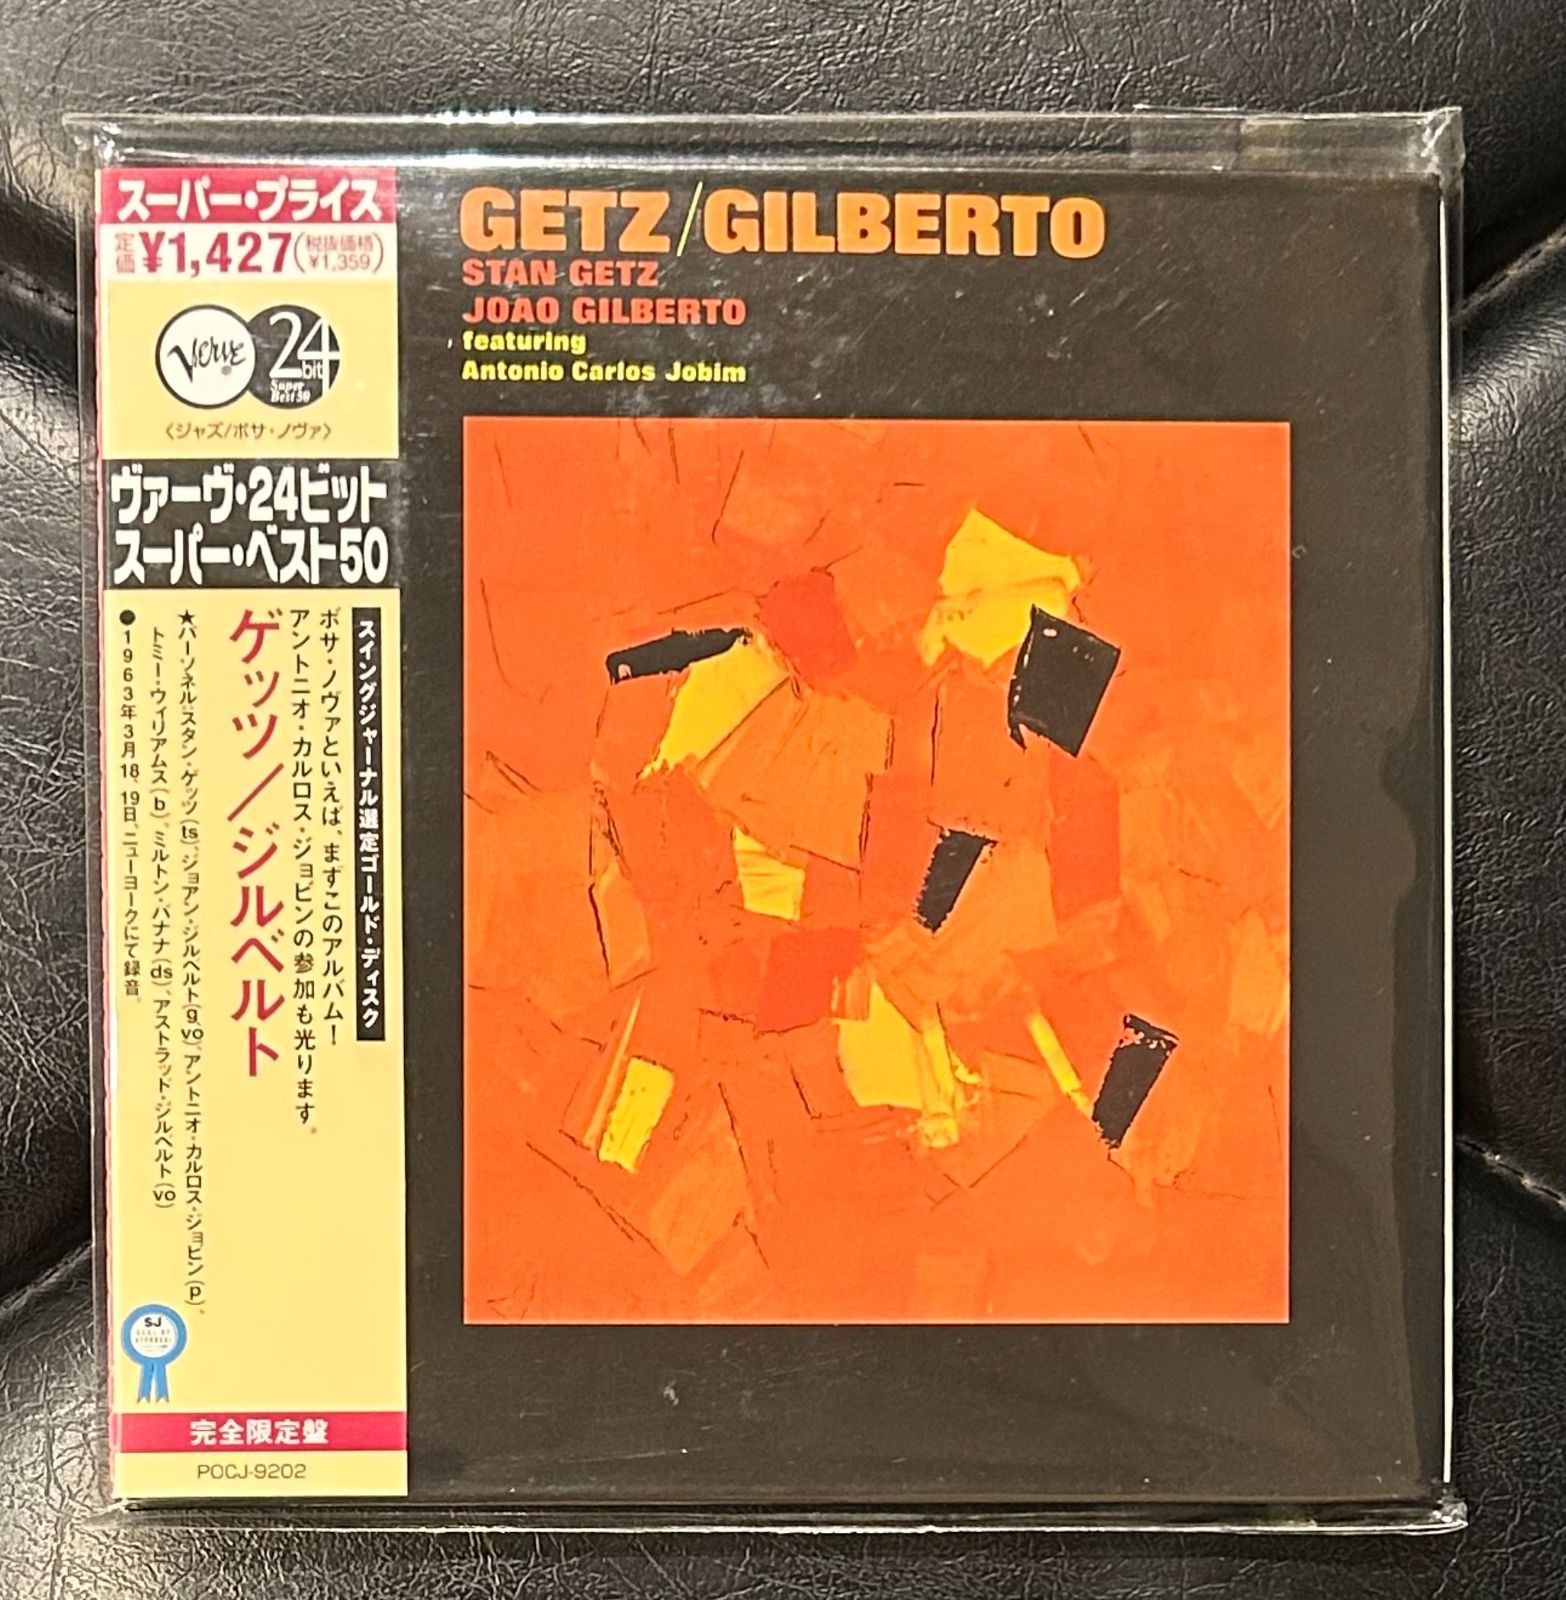 スーパー・プライス
定価¥1,427(税抜価格¥1,359)
Verve
24bit
Super Best 50
〈ジャズ/ボサ・ノヴァ〉
ヴァーヴ・24ビット
スーパー・ベスト50
スイングジャーナル選定ゴールド・ディスク
ボサ・ノヴァといえば、まずこのアルバム!
アントニオ・カルロス・ジョビンの参加も光ります。
ゲッツ/ジルベルト
★パーソネル:スタン・ゲッツ(ts)、ジョアン・ジルベルト(g,vo)、アントニオ・カルロス・ジョビン(p)、
トミー・ウィリアムス(b)、ミルトン・バナナ(ds)、アストラッド・ジルベルト(vo)
●1963年3月18、19日、ニューヨークにて録音。
SJ
完全限定盤
POCJ-9202
GETZ/GILBERTO
STAN GETZ
JOAO GILBERTO
featuring
Antonio Carlos Jobim